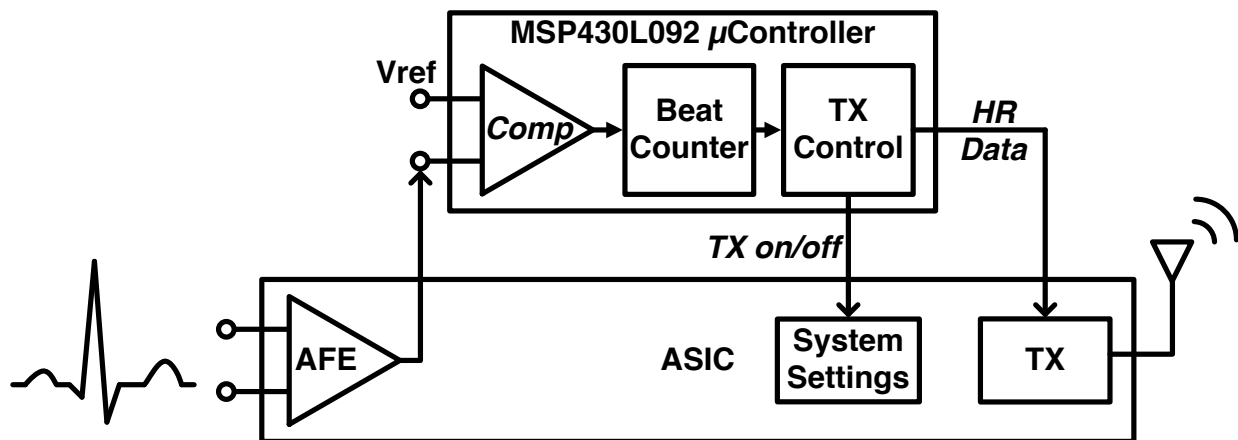 MSP430L092 µController
Vref
Comp
Beat
Counter
TX
Control
HR
Data
TX on/off
AFE
ASIC
System
Settings
TX